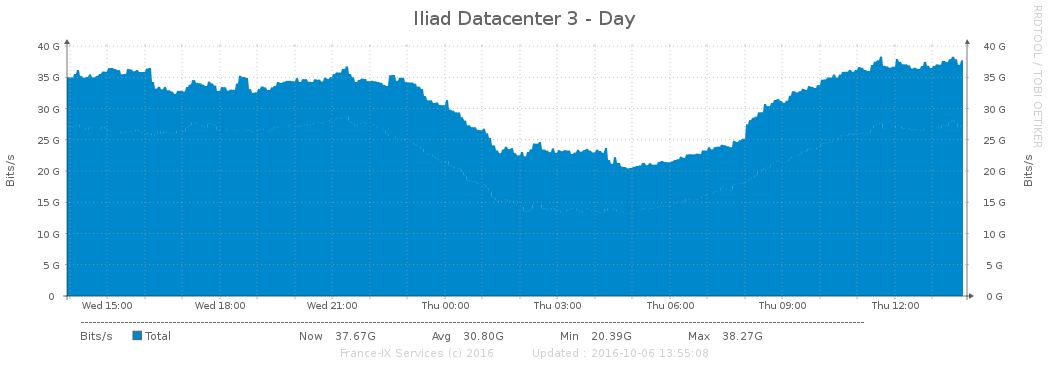 Iliad Datacenter 3 - Day
RRDTOOL / TOBI OETIKER
Bits/s
40 G
35 G
30 G
25 G
20 G
15 G
10 G
5 G
0
40 G
35 G
30 G
25 G
20 G
15 G
10 G
5 G
0 G
Bits/s
Wed 15:00 Wed 18:00 Wed 21:00 Thu 00:00 Thu 03:00 Thu 06:00 Thu 09:00 Thu 12:00
Bits/s Total Now 37.67G Avg 30.80G Min 20.39G Max 38.27G
France-IX Services (c) 2016 Updated : 2016-10-06 13:55:08